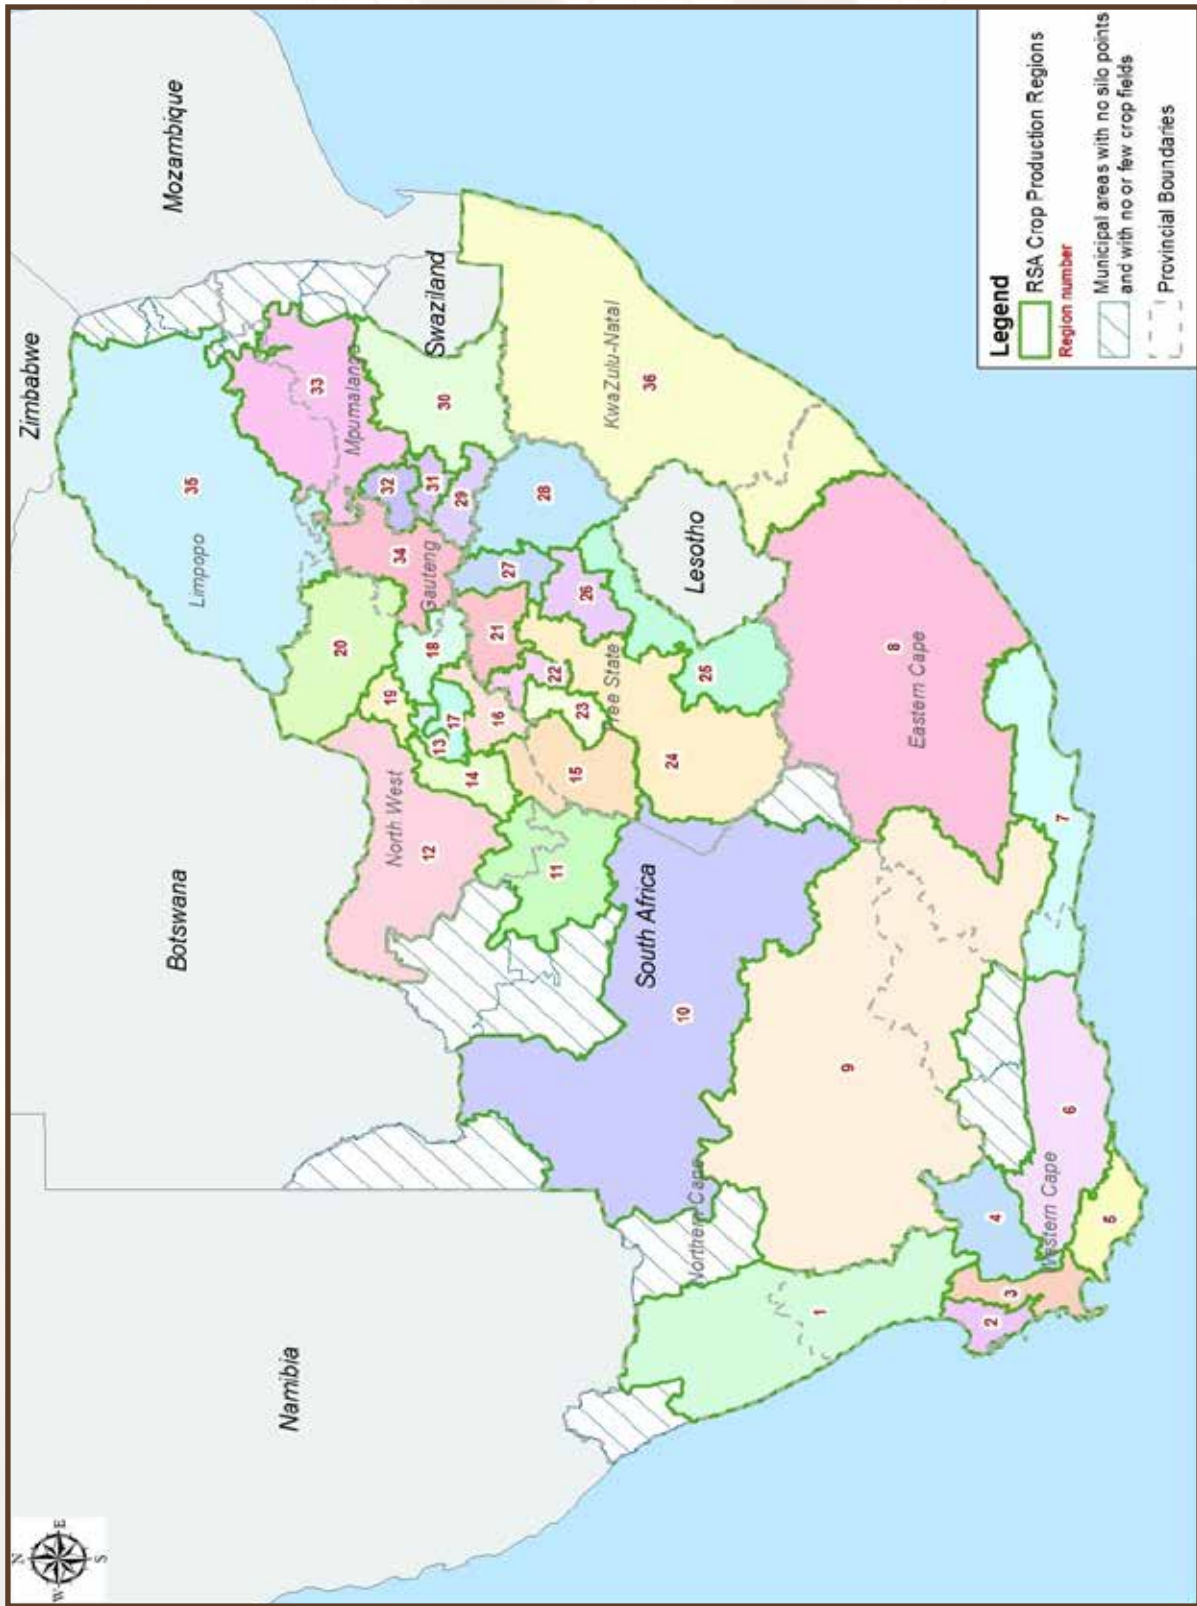 N
W
E
S
Zimbabwe
Mozambique
Botswana
Namibia
Swaziland
South Africa
Lesotho
Limpopo
Mpumalanga
North West
Gauteng
Free State
KwaZulu-Natal
Northern Cape
Eastern Cape
Western Cape
1
2
3
4
5
6
7
8
9
10
11
12
13
14
15
16
17
18
19
20
21
22
23
24
25
26
27
28
29
30
31
32
33
34
35
36
Legend
RSA Crop Production Regions
Region number
Municipal areas with no silo points
and with no or few crop fields
Provincial Boundaries